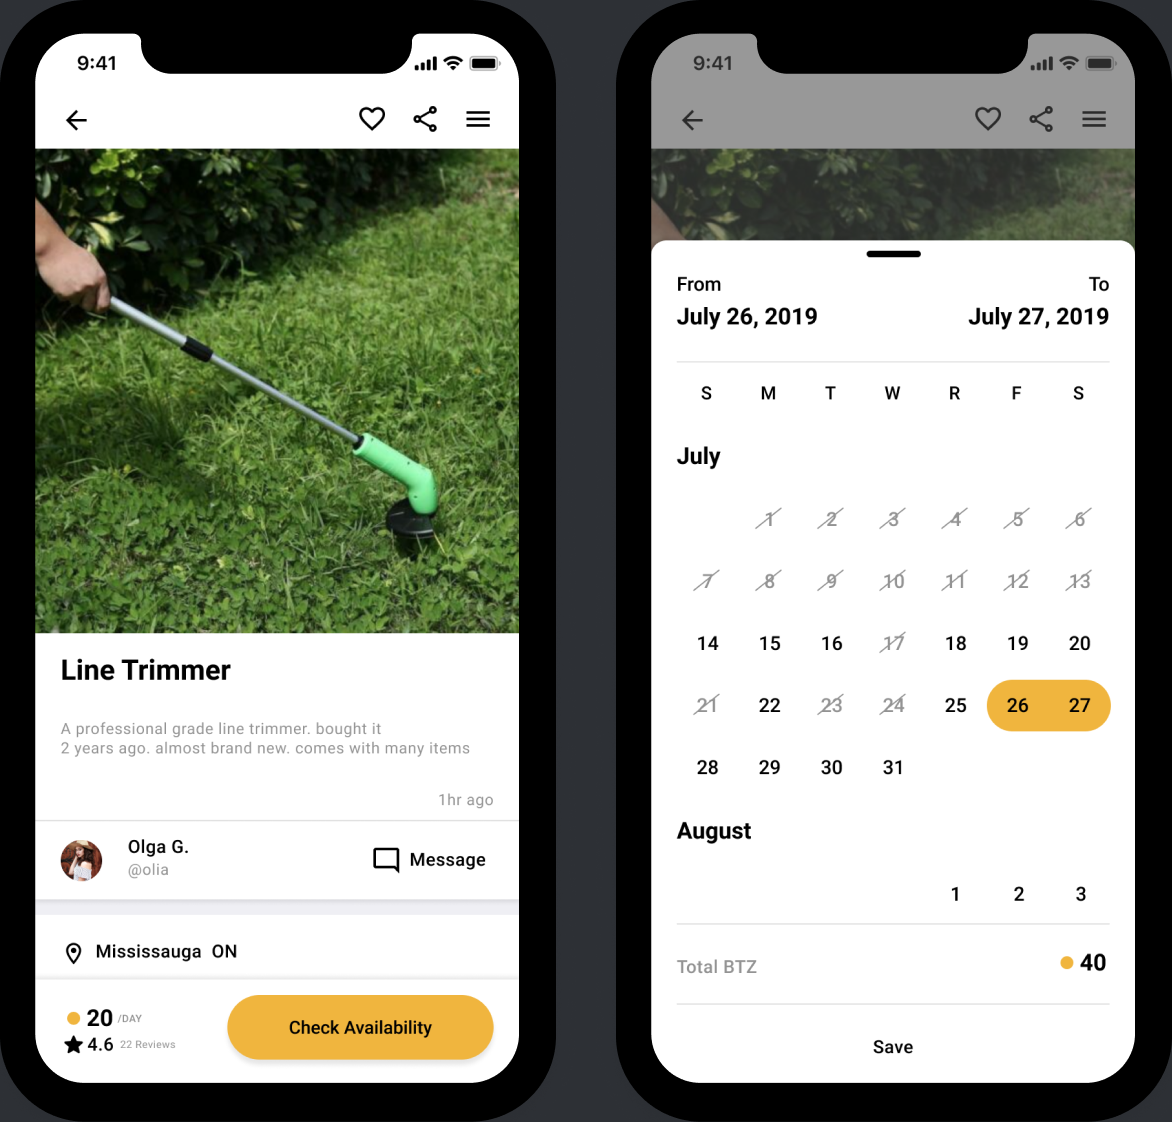 9:41
Line Trimmer
A professional grade line trimmer. bought it
2 years ago. almost brand new. comes with many items
1hr ago
Olga G.
@olia
Message
Mississauga ON
20 /DAY
4.6 22 Reviews
Check Availability
9:41
From To
July 26, 2019 July 27, 2019
S M T W R F S
July
1 2 3 4 5 6
7 8 9 10 11 12 13
14 15 16 17 18 19 20
21 22 23 24 25 26 27
28 29 30 31
August
1 2 3
Total BTZ 40
Save